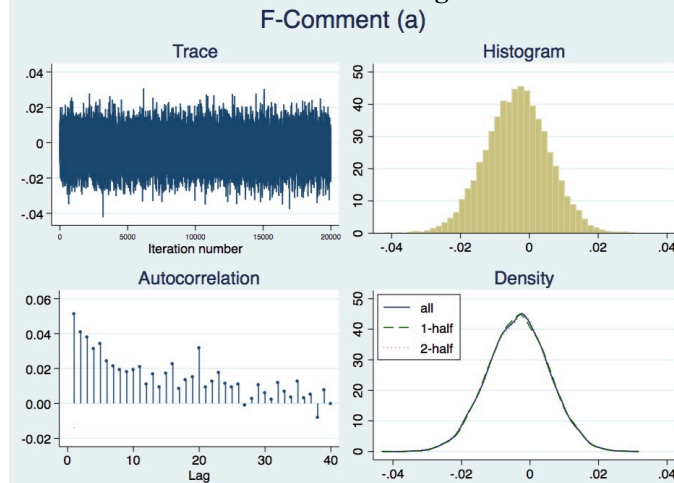 F-Comment (a)
Trace
.04
.02
0
-.02
-.04
0 5000 10000 15000 20000
Iteration number
Histogram
50
40
30
20
10
0
-.04 -.02 0 .02 .04
Autocorrelation
0.06
0.04
0.02
0.00
-0.02
0 10 20 30 40
Lag
Density
50
40
30
20
10
0
all
1-half
2-half
-.04 -.02 0 .02 .04